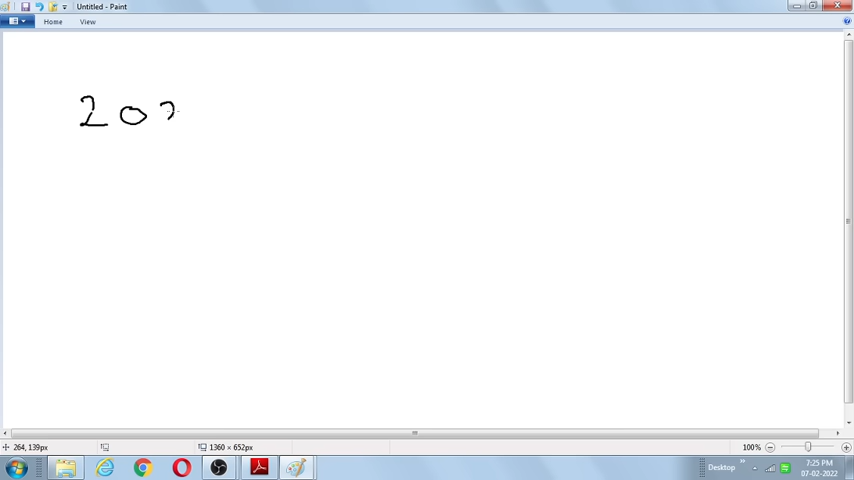 Untitled - Paint
Home View
2 0
264, 139px
1360 × 652px
100%
Desktop
7:25 PM
07-02-2022